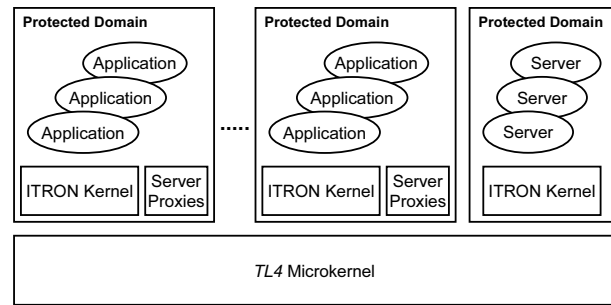 Protected Domain
Application
Application
Application
ITRON Kernel
Server
Proxies
.....
Protected Domain
Application
Application
Application
ITRON Kernel
Server
Proxies
Protected Domain
Server
Server
Server
ITRON Kernel
TL4 Microkernel